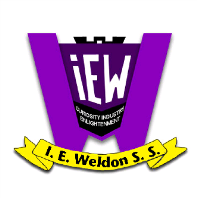 iEW
CURIOSITY INDUSTRY
ENLIGHTENMENT
I. E. Weldon S. S.